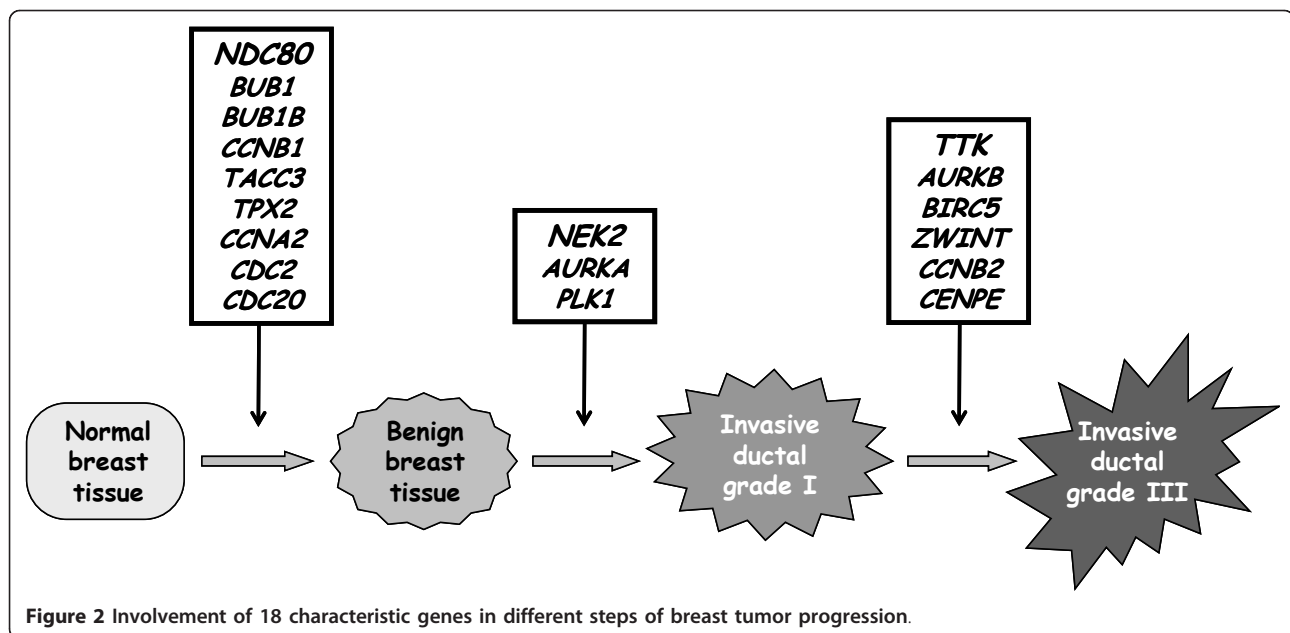 NDC80
BUB1
BUB1B
CCNB1
TACC3
TPX2
CCNA2
CDC2
CDC20
NEK2
AURKA
PLK1
TTK
AURKB
BIRC5
ZWINT
CCNB2
CENPE
Normal
breast
tissue
Benign
breast
tissue
Invasive
ductal
grade I
Invasive
ductal
grade III
Figure 2 Involvement of 18 characteristic genes in different steps of breast tumor progression.